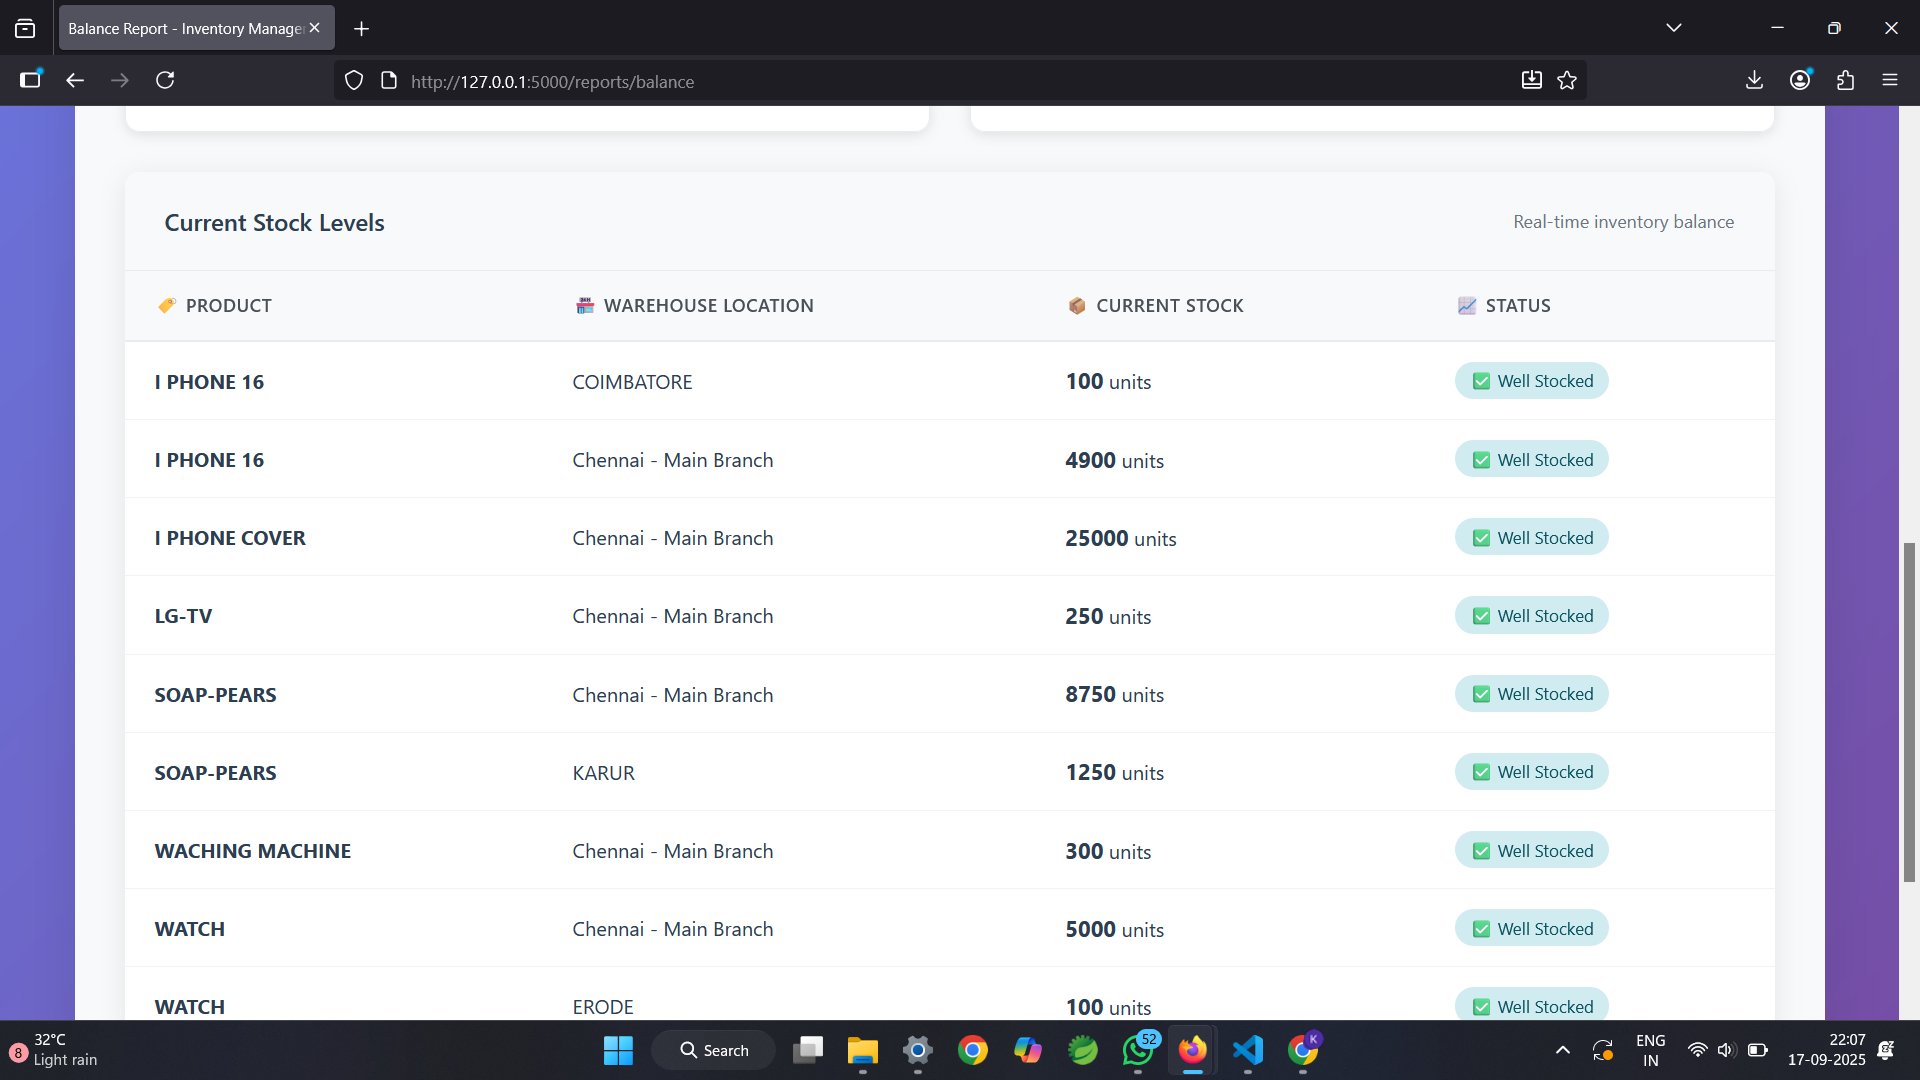 Balance Report - Inventory Manage
http://127.0.0.1:5000/reports/balance
Current Stock Levels
Real-time inventory balance
PRODUCT WAREHOUSE LOCATION CURRENT STOCK STATUS
I PHONE 16 COIMBATORE 100 units Well Stocked
I PHONE 16 Chennai - Main Branch 4900 units Well Stocked
I PHONE COVER Chennai - Main Branch 25000 units Well Stocked
LG-TV Chennai - Main Branch 250 units Well Stocked
SOAP-PEARS Chennai - Main Branch 8750 units Well Stocked
SOAP-PEARS KARUR 1250 units Well Stocked
WACHING MACHINE Chennai - Main Branch 300 units Well Stocked
WATCH Chennai - Main Branch 5000 units Well Stocked
WATCH ERODE 100 units Well Stocked
8
32°C
Light rain
Search
52
K
ENG
IN
22:07
17-09-2025